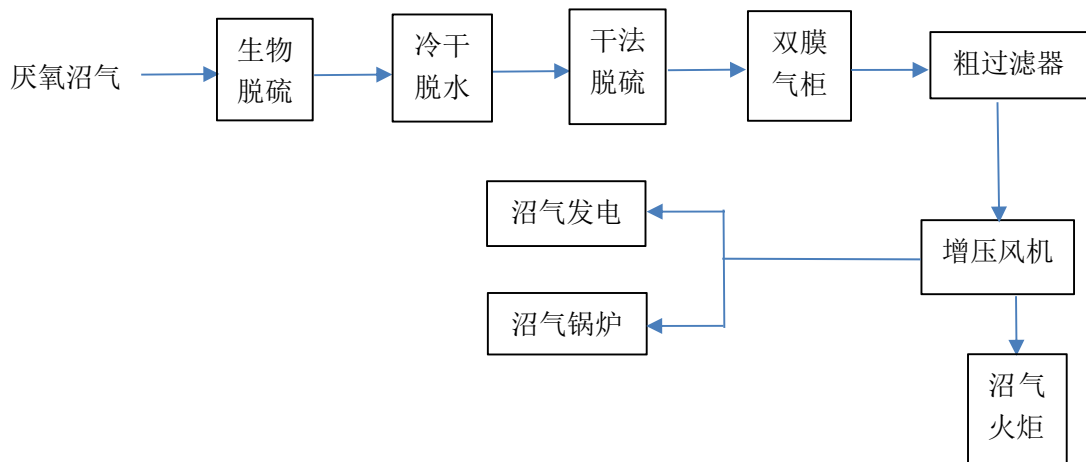 厌氧沼气
生物
脱硫
冷干
脱水
干法
脱硫
双膜
气柜
粗过滤器
沼气发电
增压风机
沼气锅炉
沼气
火炬